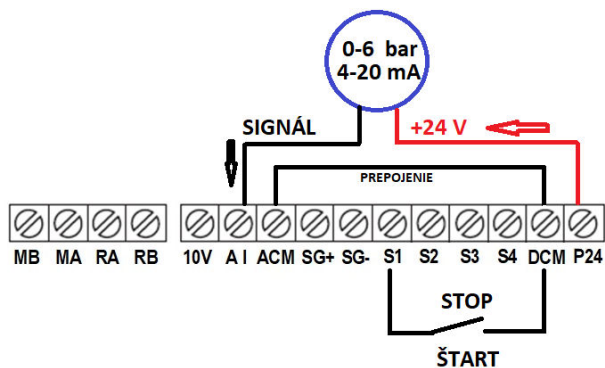 0-6 bar
4-20 mA
SIGNÁL
+24 V
PREPOJENIE
MB MA RA RB 10V A I ACM SG+ SG- S1 S2 S3 S4 DCM P24
STOP
ŠTART